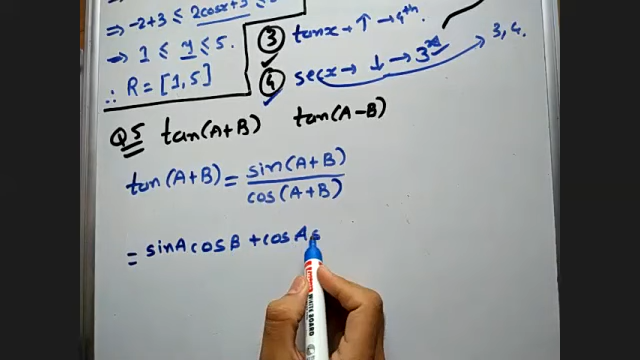 ⇒ -2+3 ≤ 2cosx+3 ≤
⇒ 1 ≤ y ≤ 5.
∴ R = [1,5]
③ tanx → ↑ → 4th.
④ secx → ↓ → 3rd → 3,4.
Q5 tan(A+B) tan(A-B)
tan(A+B) = sin(A+B)
cos(A+B)
= sinA cosB + cosA s